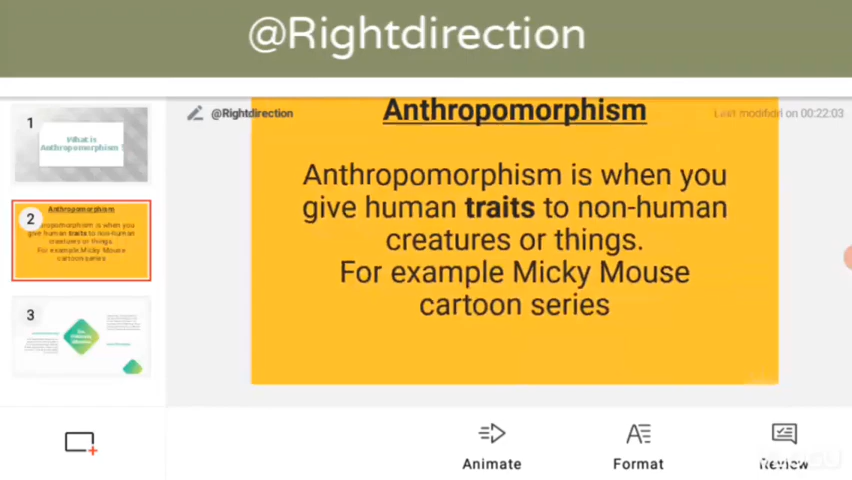 @Rightdirection
@Rightdirection
Last modifidri on 00:22:03
1
What is
Anthropomorphism !
2
Anthropomorphism
thropomorphism is when you
give human traits to non-human
creatures or things.
For example Micky Mouse
cartoon series
3
Anthropomorphism
Anthropomorphism is when you
give human traits to non-human
creatures or things.
For example Micky Mouse
cartoon series
Animate
Format
Review